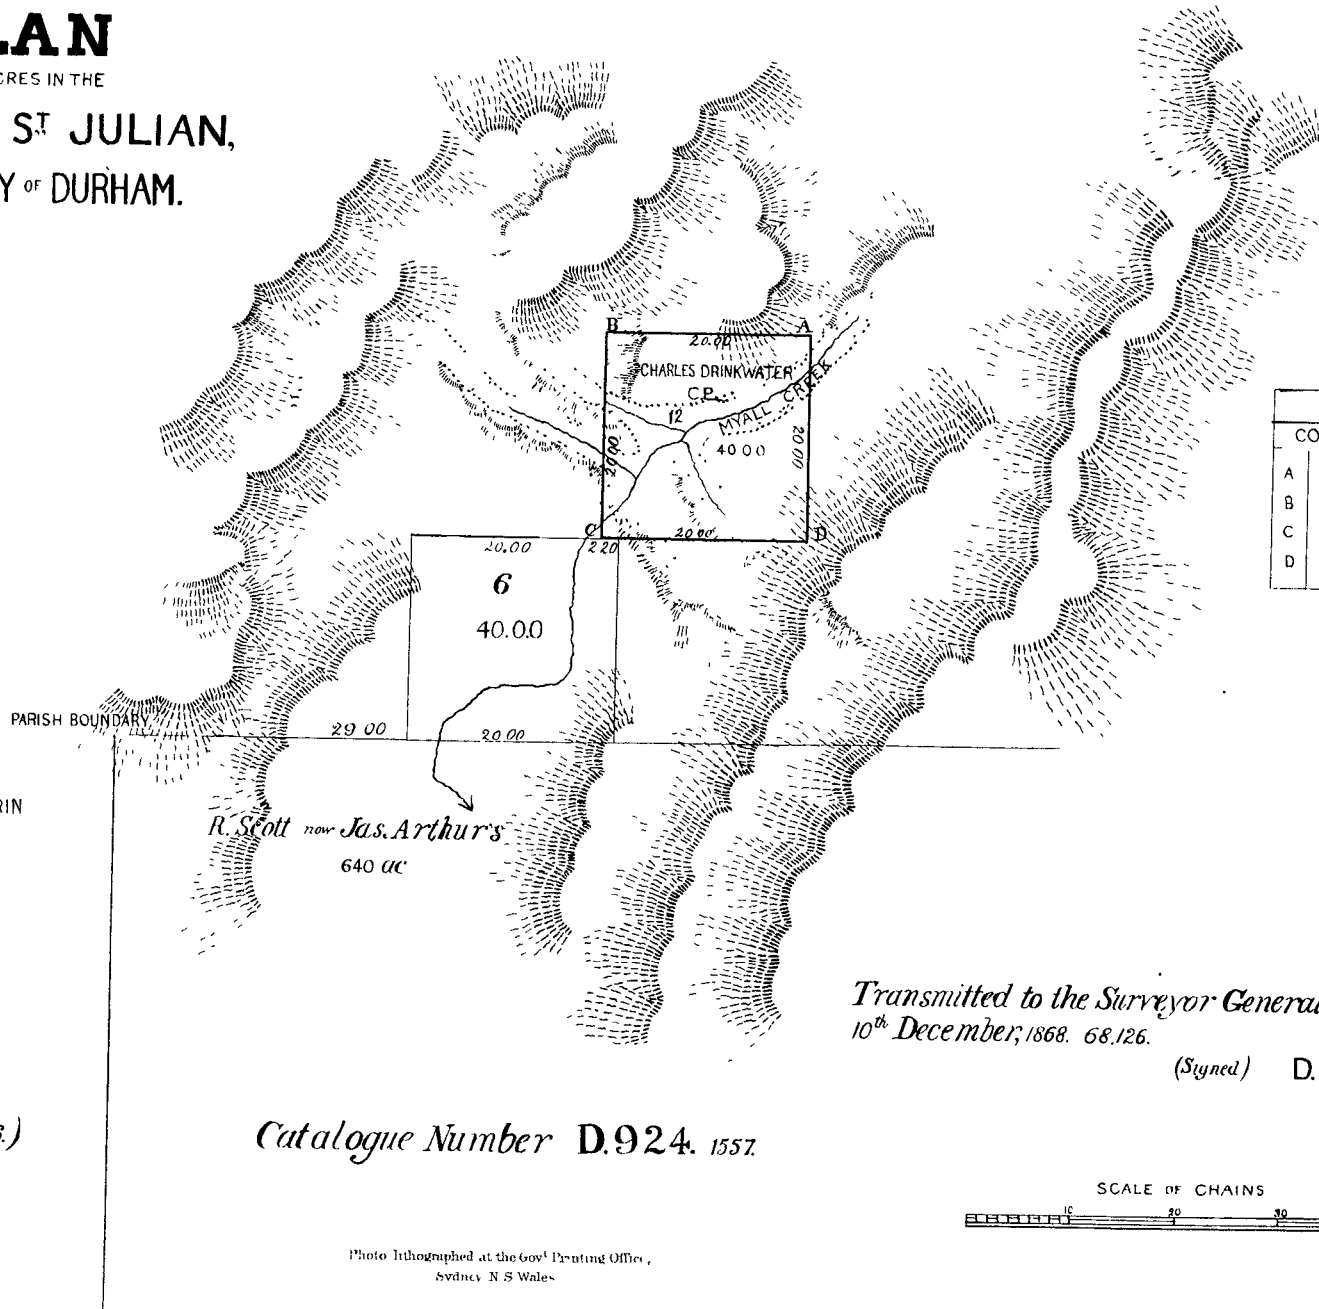 LAN
CRES IN THE
ST JULIAN,
Y OF DURHAM.
B
A
20.00
CHARLES DRINKWATER
C.P.
12
MYALL CREEK
40 0 0
20.00
20.00
CO
A
B
C
D
C
20 00
D
20.00
2 20
6
40.0.0
PARISH BOUNDARY
29 00
20 00
RIN
R. Scott now Jas. Arthur's
640 ac
Transmitted to the Surveyor General
10th December, 1868. 68.126.
(Signed) D.
Catalogue Number D.924. 1557.
SCALE OF CHAINS
10 20 30
Photo lithographed at the Govt Printing Office,
Sydney N S Wales